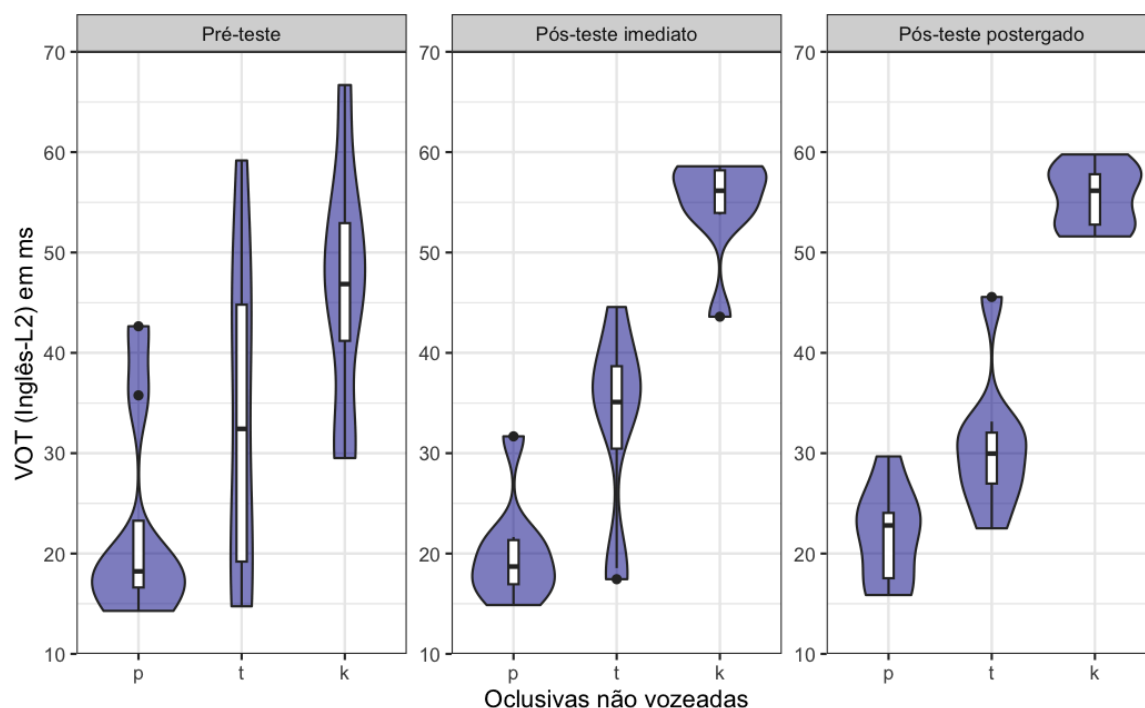 Pré-teste
Pós-teste imediato
Pós-teste postergado
VOT (Inglês-L2) em ms
70
60
50
40
30
20
10
70
60
50
40
30
20
10
70
60
50
40
30
20
10
p t k
p t k
p t k
Oclusivas não vozeadas